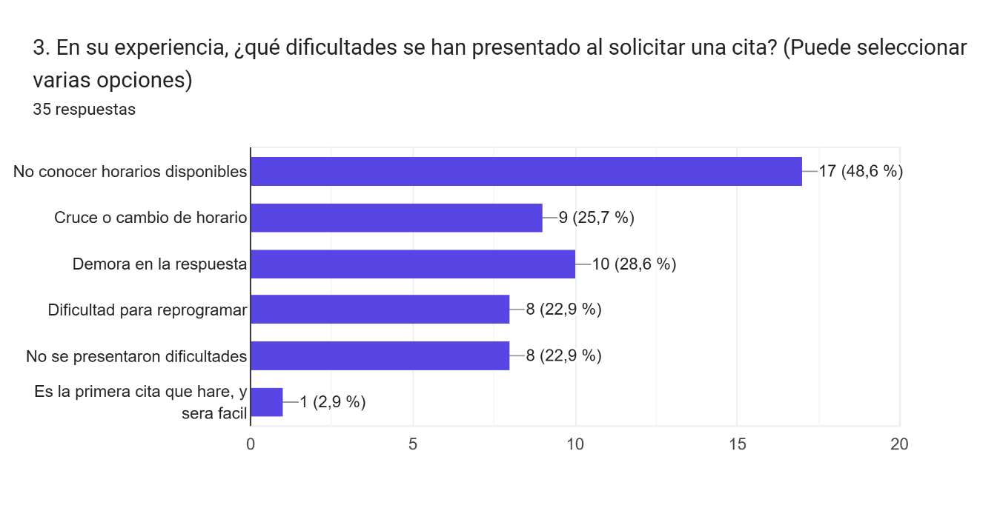 3. En su experiencia, ¿qué dificultades se han presentado al solicitar una cita? (Puede seleccionar
varias opciones)
35 respuestas
No conocer horarios disponibles
17 (48,6 %)
Cruce o cambio de horario
9 (25,7 %)
Demora en la respuesta
10 (28,6 %)
Dificultad para reprogramar
8 (22,9 %)
No se presentaron dificultades
8 (22,9 %)
Es la primera cita que hare, y
sera facil
1 (2,9 %)
0 5 10 15 20